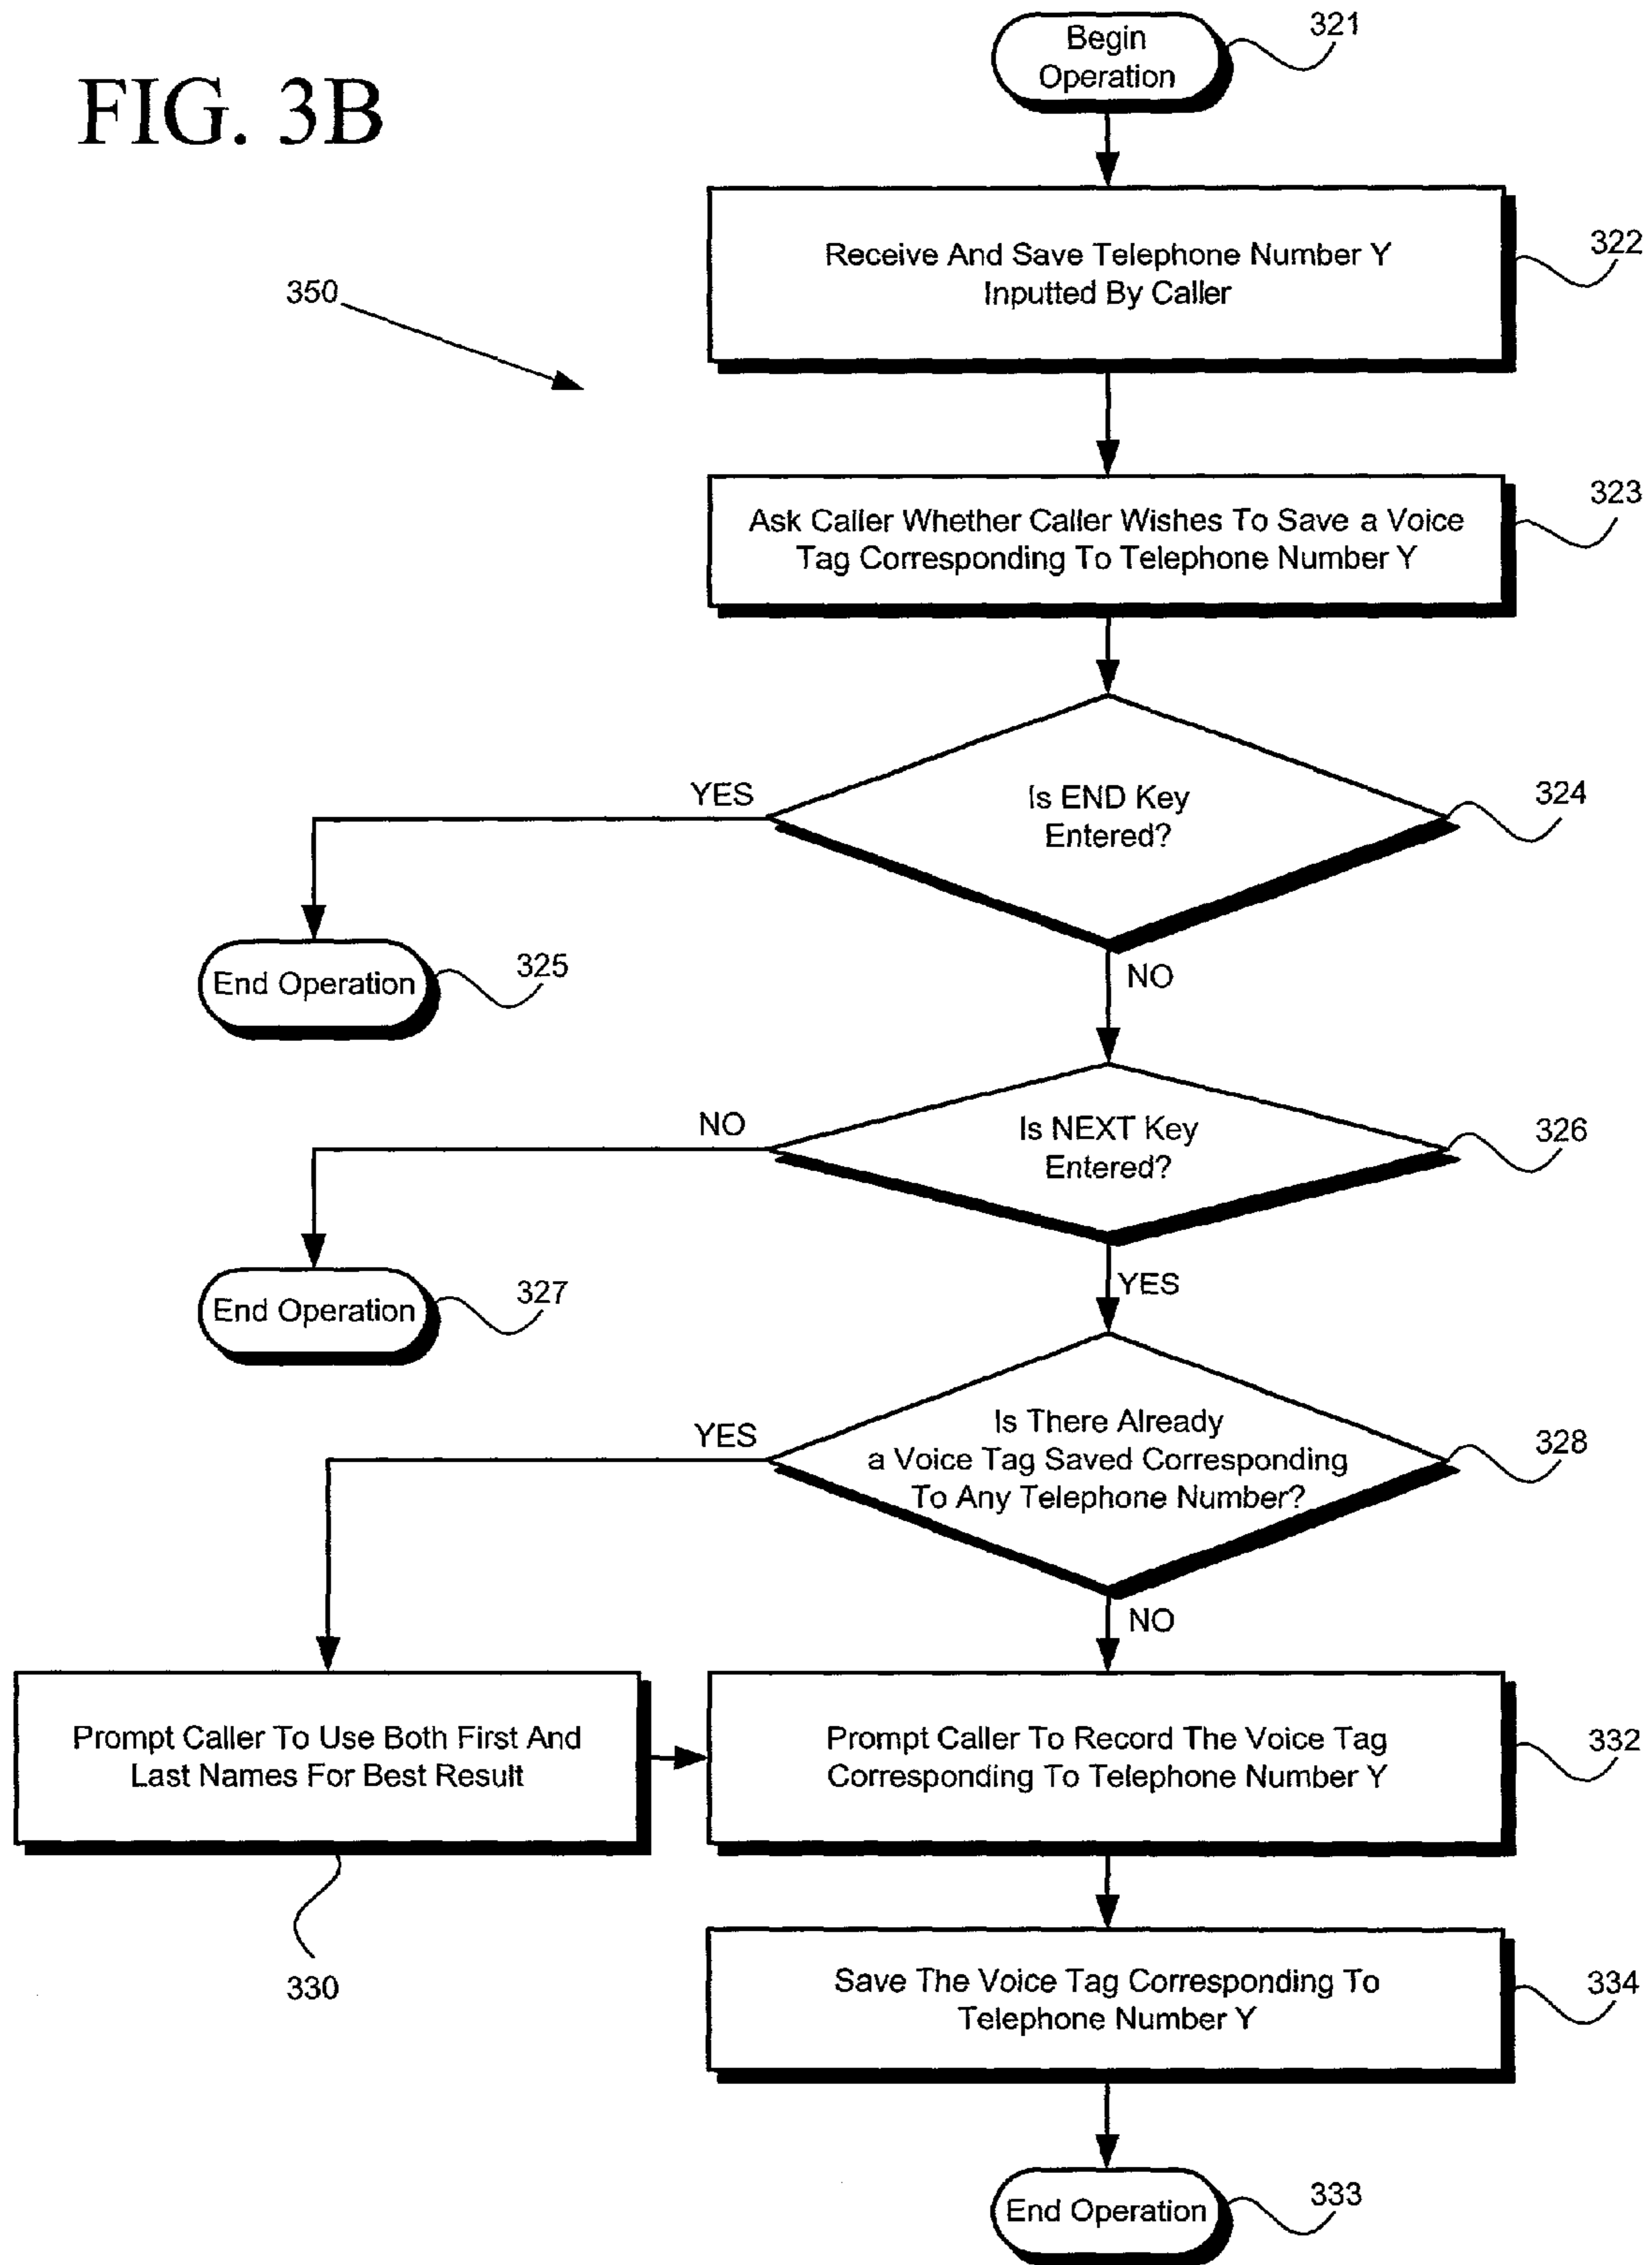 FIG. 3B
Begin
Operation
321
Receive And Save Telephone Number Y
Inputted By Caller
322
350
Ask Caller Whether Caller Wishes To Save a Voice
Tag Corresponding To Telephone Number Y
323
Is END Key
Entered?
324
YES
End Operation
325
NO
Is NEXT Key
Entered?
326
NO
End Operation
327
YES
Is There Already
a Voice Tag Saved Corresponding
To Any Telephone Number?
328
YES
NO
Prompt Caller To Use Both First And
Last Names For Best Result
330
Prompt Caller To Record The Voice Tag
Corresponding To Telephone Number Y
332
Save The Voice Tag Corresponding To
Telephone Number Y
334
End Operation
333